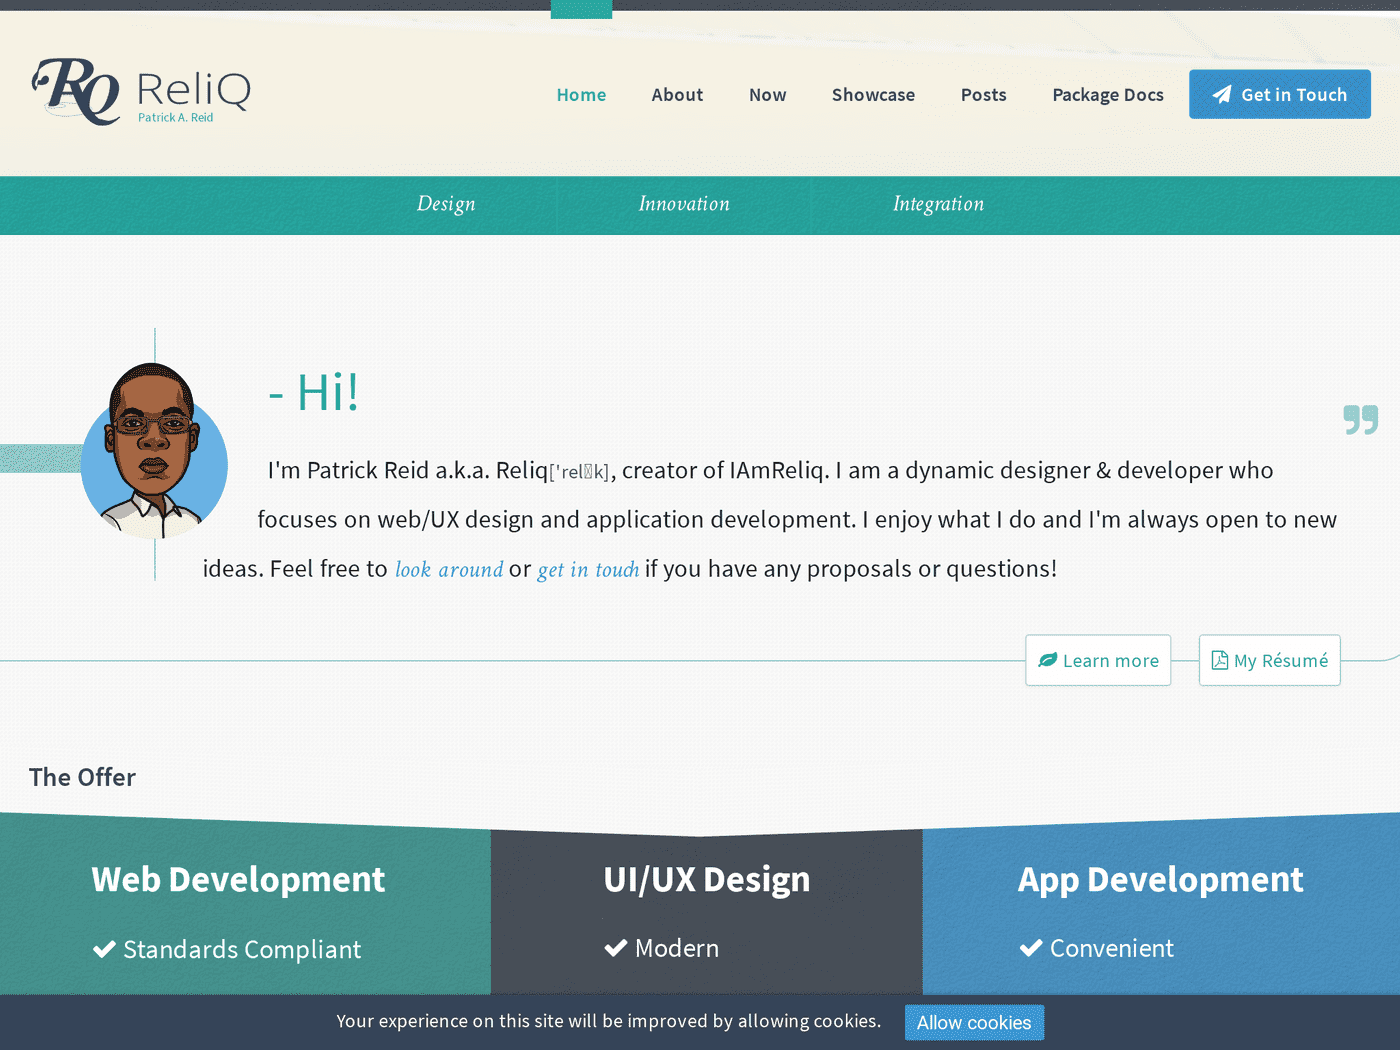 RQ ReliQ
Patrick A. Reid
Home About Now Showcase Posts Package Docs Get in Touch
Design Innovation Integration
- Hi!
I'm Patrick Reid a.k.a. Reliq['rel▯k], creator of IAmReliq. I am a dynamic designer & developer who
focuses on web/UX design and application development. I enjoy what I do and I'm always open to new
ideas. Feel free to look around or get in touch if you have any proposals or questions!
Learn more My Résumé
The Offer
Web Development UI/UX Design App Development
Standards Compliant Modern Convenient
Your experience on this site will be improved by allowing cookies. Allow cookies